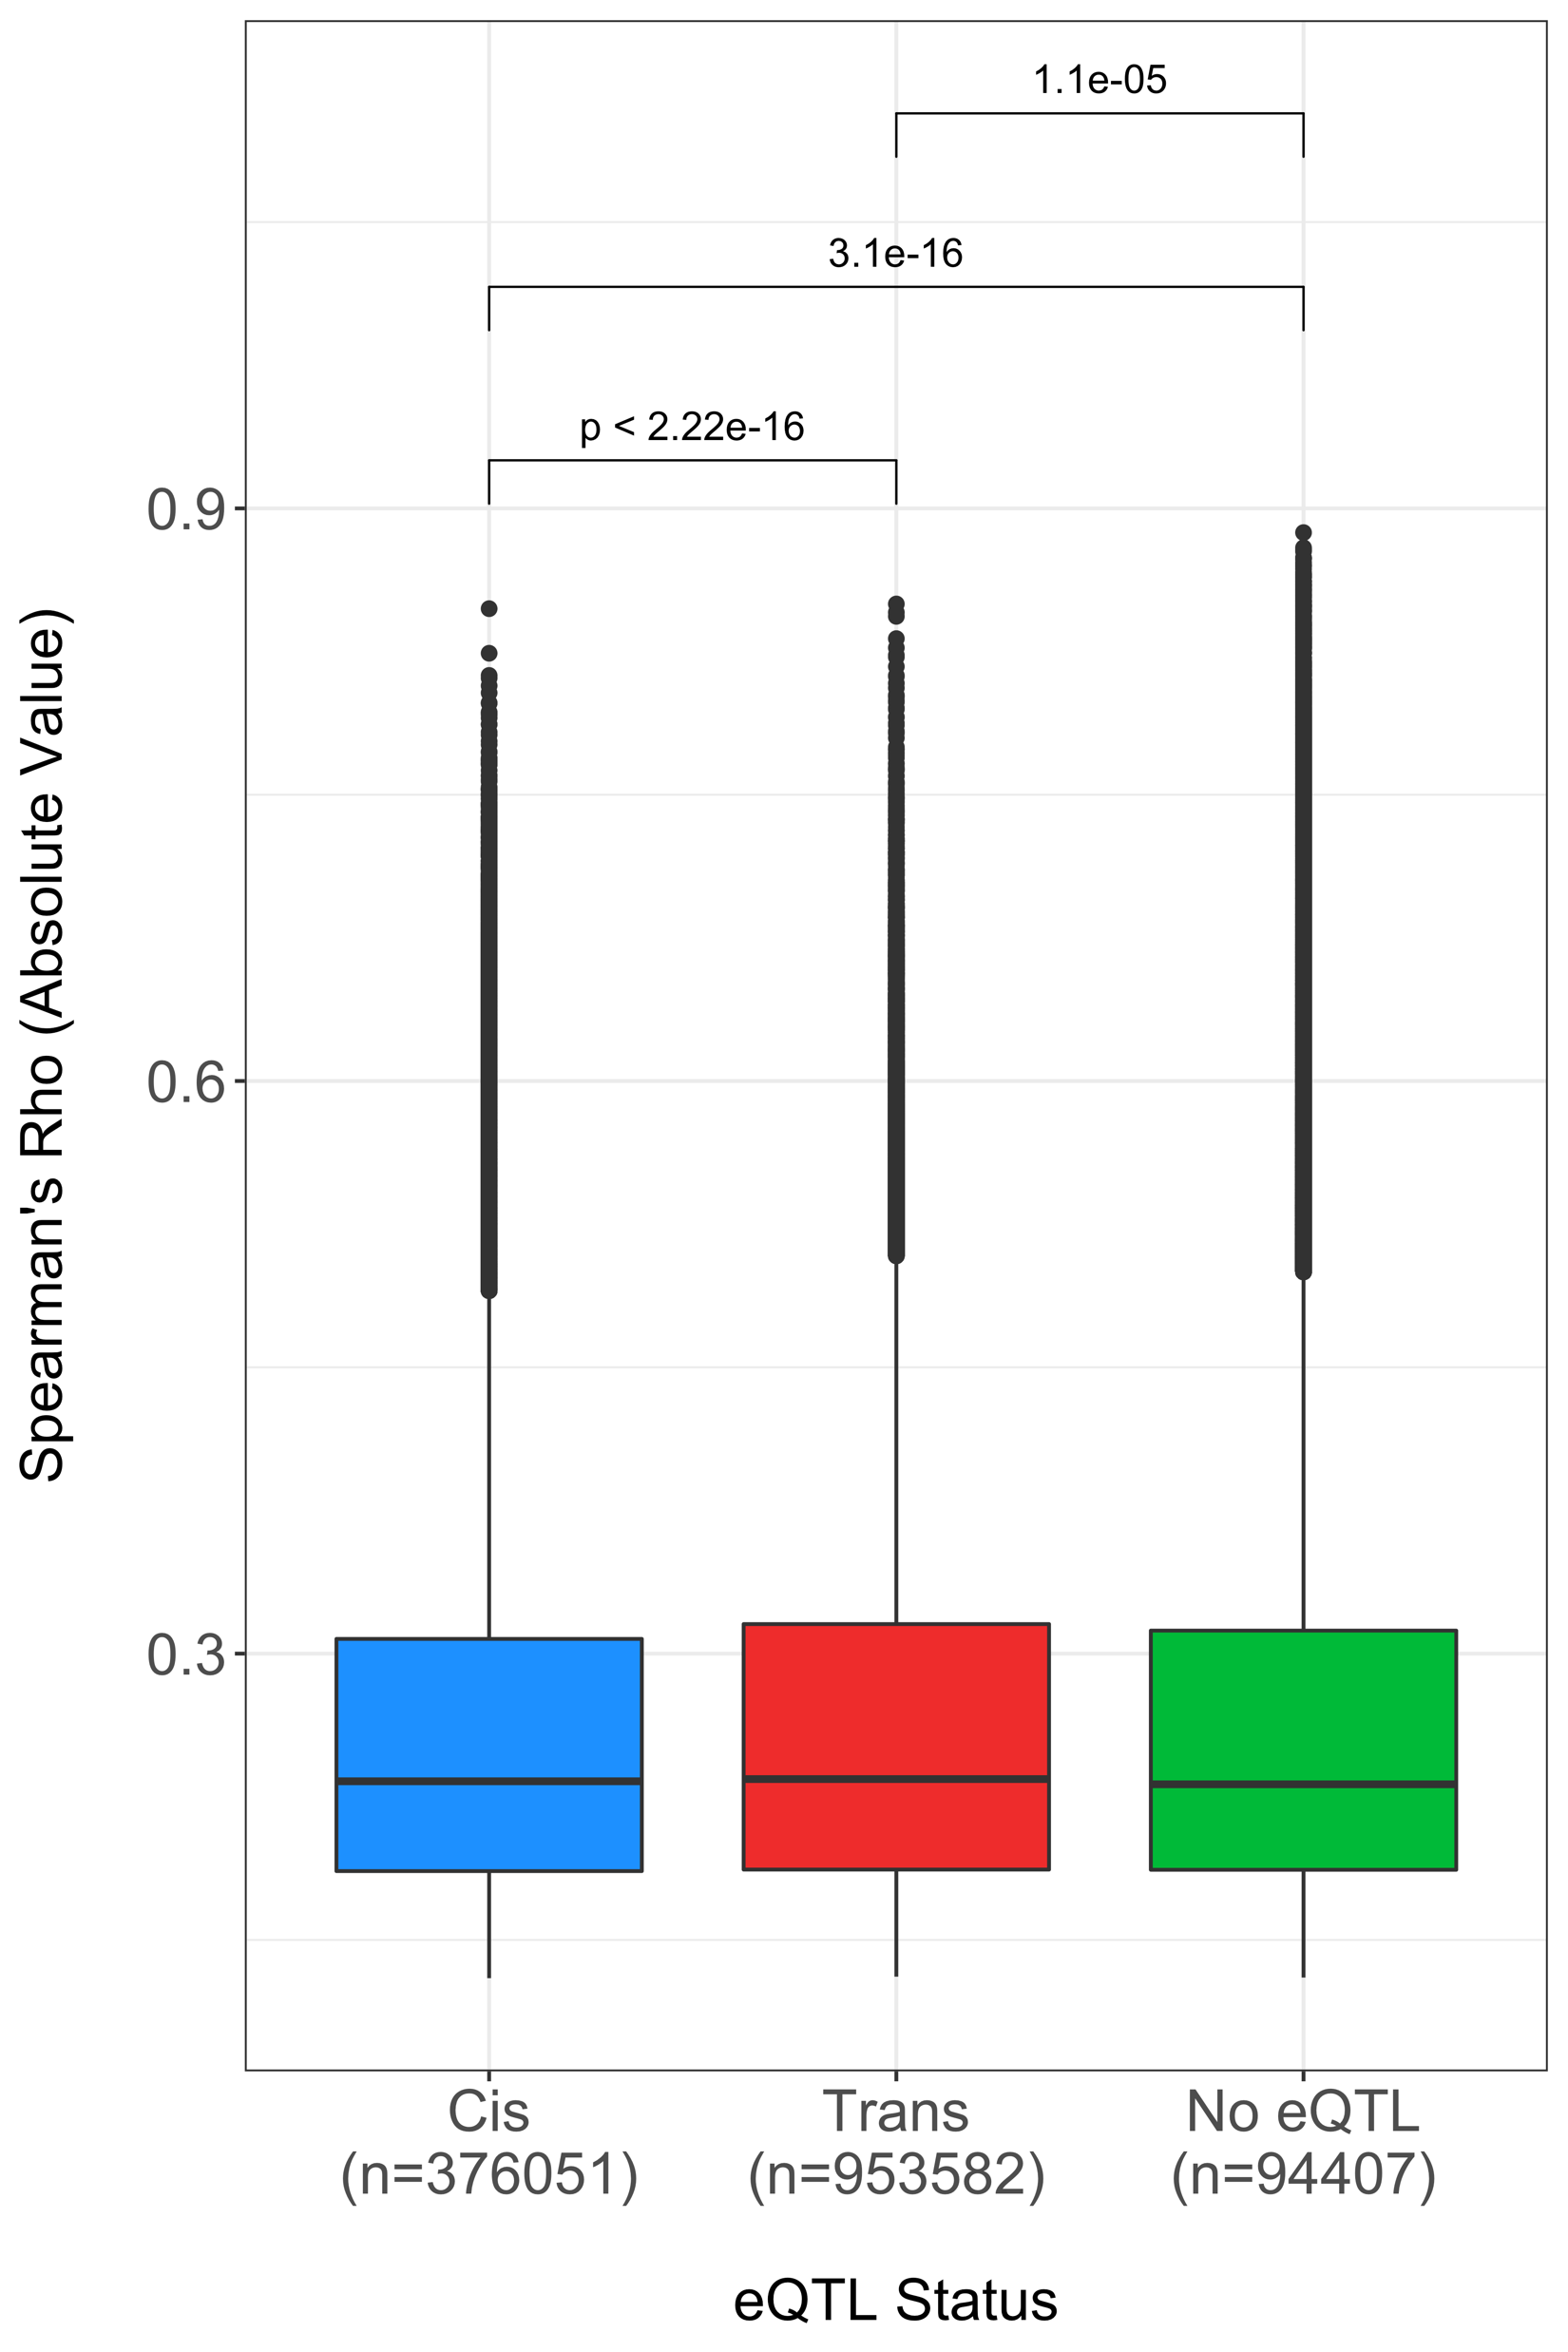 1.1e-05
3.1e-16
p < 2.22e-16
0.9
0.6
0.3
Spearman's Rho (Absolute Value)
Cis
(n=376051)
Trans
(n=953582)
No eQTL
(n=94407)
eQTL Status